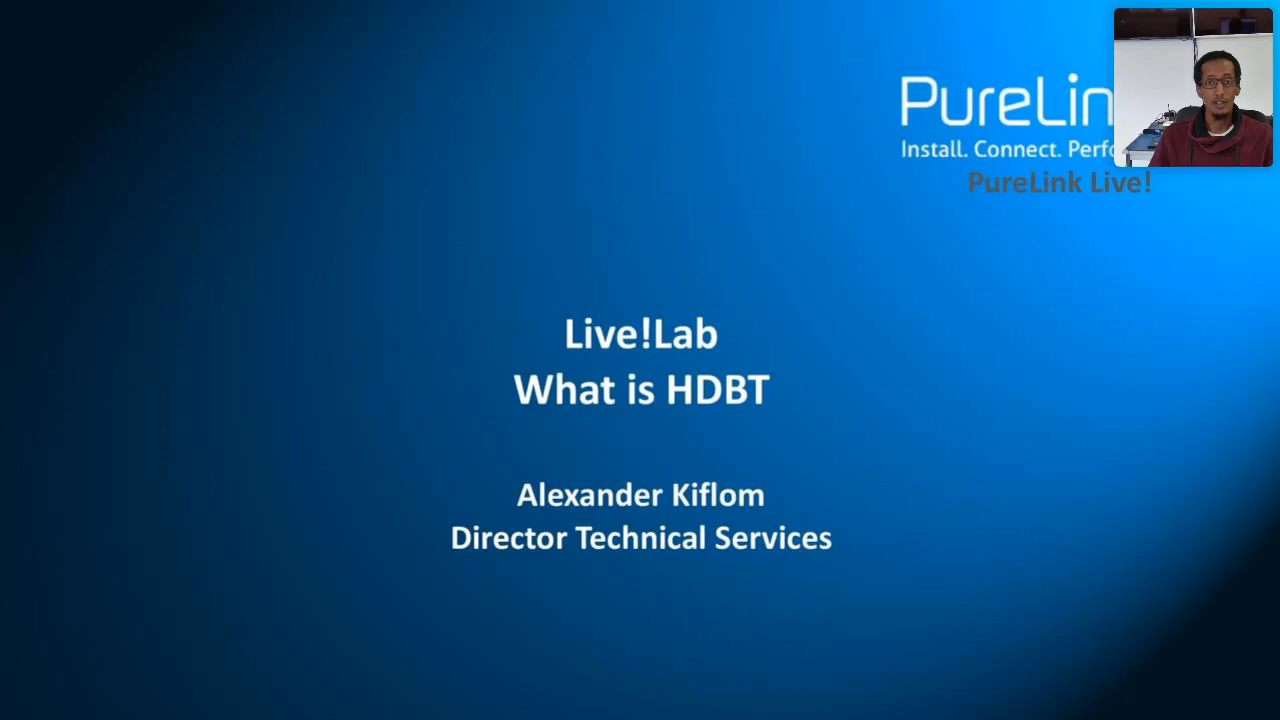 PureLin
Install. Connect. Perfo
PureLink Live!
Live!Lab
What is HDBT
Alexander Kiflom
Director Technical Services